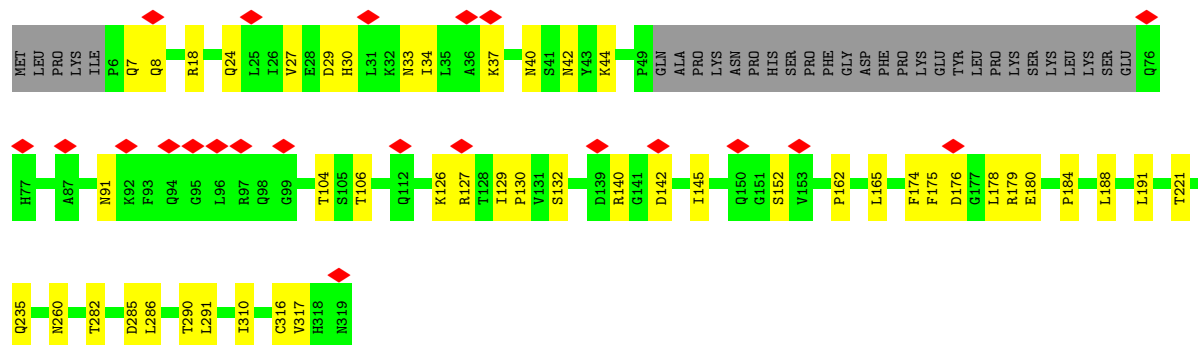 MET LEU PRO LYS ILE P6 Q7 Q8 R18 Q24 L25 I26 V27 E28 D29 H30 L31 K32 N33 I34 L35 A36 K37 N40 S41 N42 Y43 K44 P49 GLN ALA PRO LYS ASN PRO HIS SER PRO PHE GLY ASP PHE PRO LYS GLU TYR LEU PRO LYS SER LYS LEU LYS SER GLU Q76
H77 A87 N91 K92 F93 Q94 G95 L96 R97 Q98 G99 T104 S105 T106 Q112 K126 R127 T128 I129 P130 V131 S132 D139 R140 G141 D142 I145 Q150 G151 S152 V153 P162 L165 F174 F175 D176 G177 L178 R179 E180 P184 L188 L191 T221
Q235 N260 T282 D285 L286 T290 L291 I310 C316 V317 H318 N319